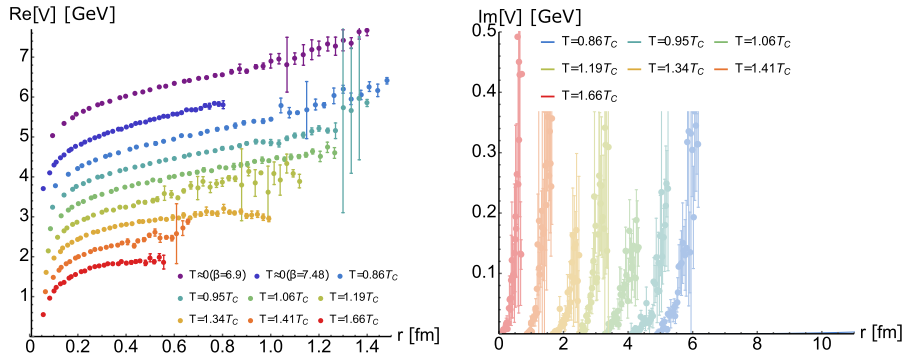 Re[V] [GeV]
7
6
5
4
3
2
1
0
T≈0(β=6.9) T≈0(β=7.48) T=0.86T_C
T=0.95T_C T=1.06T_C T=1.19T_C
T=1.34T_C T=1.41T_C T=1.66T_C
0.0 0.2 0.4 0.6 0.8 1.0 1.2 1.4 r [fm]
Im[V] [GeV]
0.5
0.4
0.3
0.2
0.1
T=0.86T_C T=0.95T_C T=1.06T_C
T=1.19T_C T=1.34T_C T=1.41T_C
T=1.66T_C
0 2 4 6 8 10 r [fm]